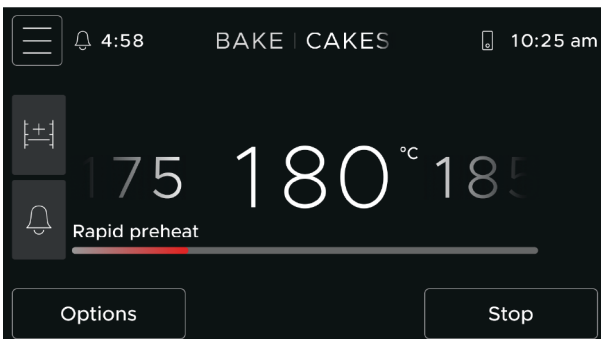 4:58 BAKE | CAKES 10:25 am
175 180 °C 185
Rapid preheat
Options Stop